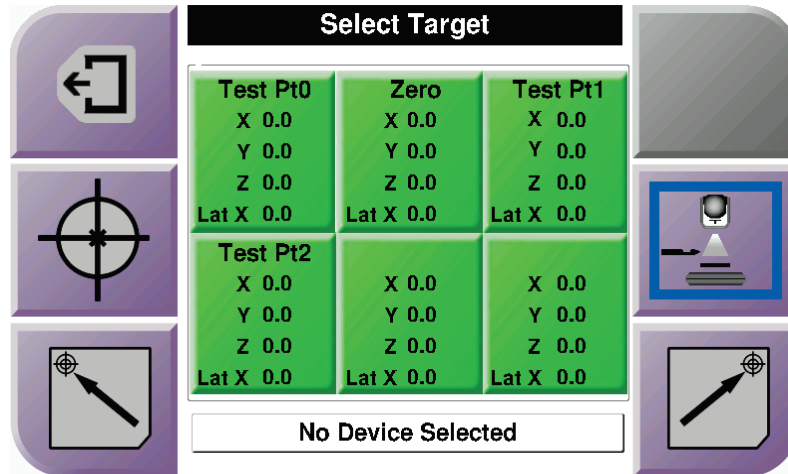 Select Target
Test Pt0 Zero Test Pt1
X 0.0 X 0.0 X 0.0
Y 0.0 Y 0.0 Y 0.0
Z 0.0 Z 0.0 Z 0.0
Lat X 0.0 Lat X 0.0 Lat X 0.0
Test Pt2
X 0.0 X 0.0 X 0.0
Y 0.0 Y 0.0 Y 0.0
Z 0.0 Z 0.0 Z 0.0
Lat X 0.0 Lat X 0.0 Lat X 0.0
No Device Selected